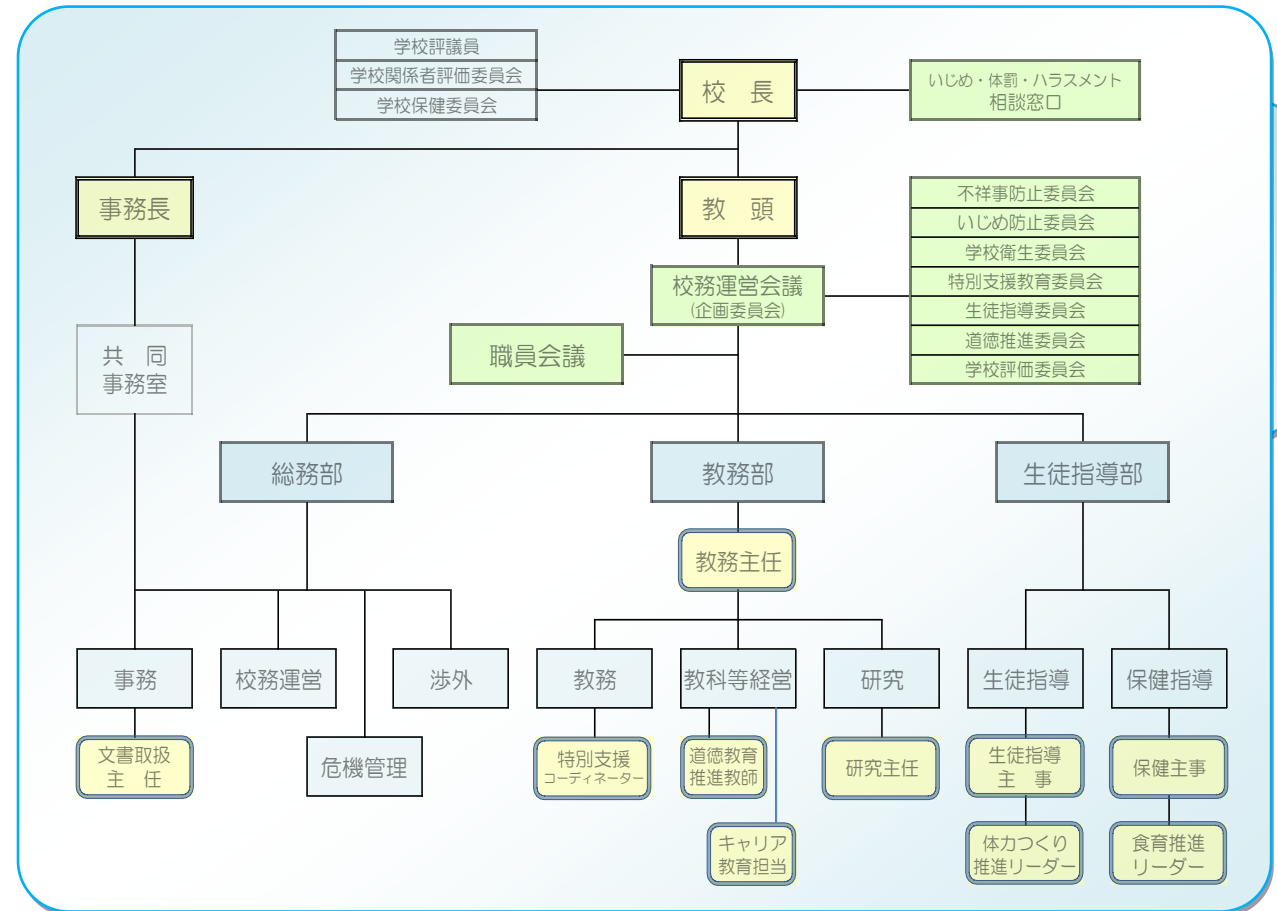 学校評議員
学校関係者評価委員会
学校保健委員会
校　長
いじめ・体罰・ハラスメント
相談窓口
事務長
教　頭
不祥事防止委員会
いじめ防止委員会
学校衛生委員会
特別支援教育委員会
生徒指導委員会
道徳推進委員会
学校評価委員会
校務運営会議
(企画委員会)
職員会議
共　同
事務室
総務部
教務部
生徒指導部
教務主任
事務
校務運営
渉外
教務
教科等経営
研究
生徒指導
保健指導
文書取扱
主　任
危機管理
特別支援
コーディネーター
道徳教育
推進教師
研究主任
生徒指導
主　事
保健主事
キャリア
教育担当
体力つくり
推進リーダー
食育推進
リーダー